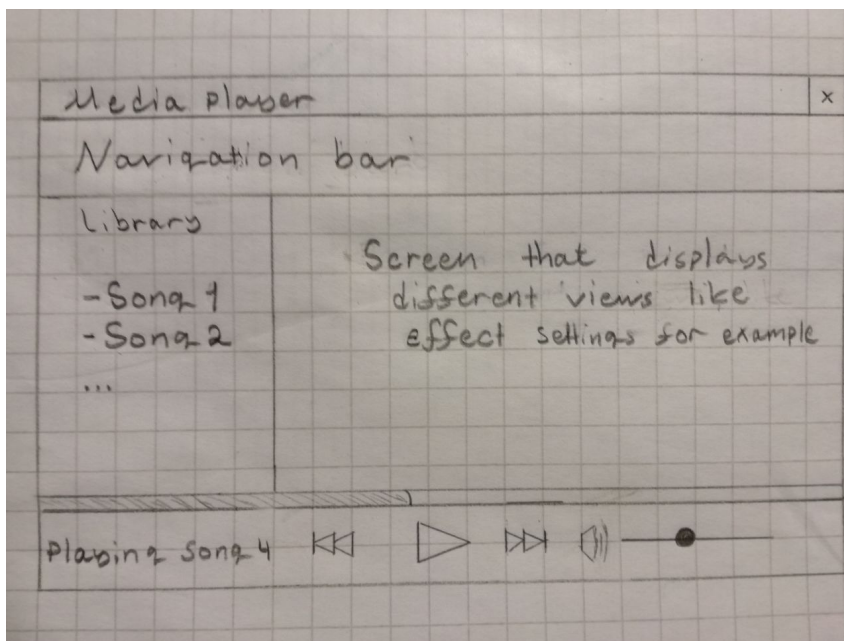 Media Player
x
Navigation bar
Library
- Song 1
- Song 2
...
Screen that displays
different views like
effect settings for example
Playing Song 4